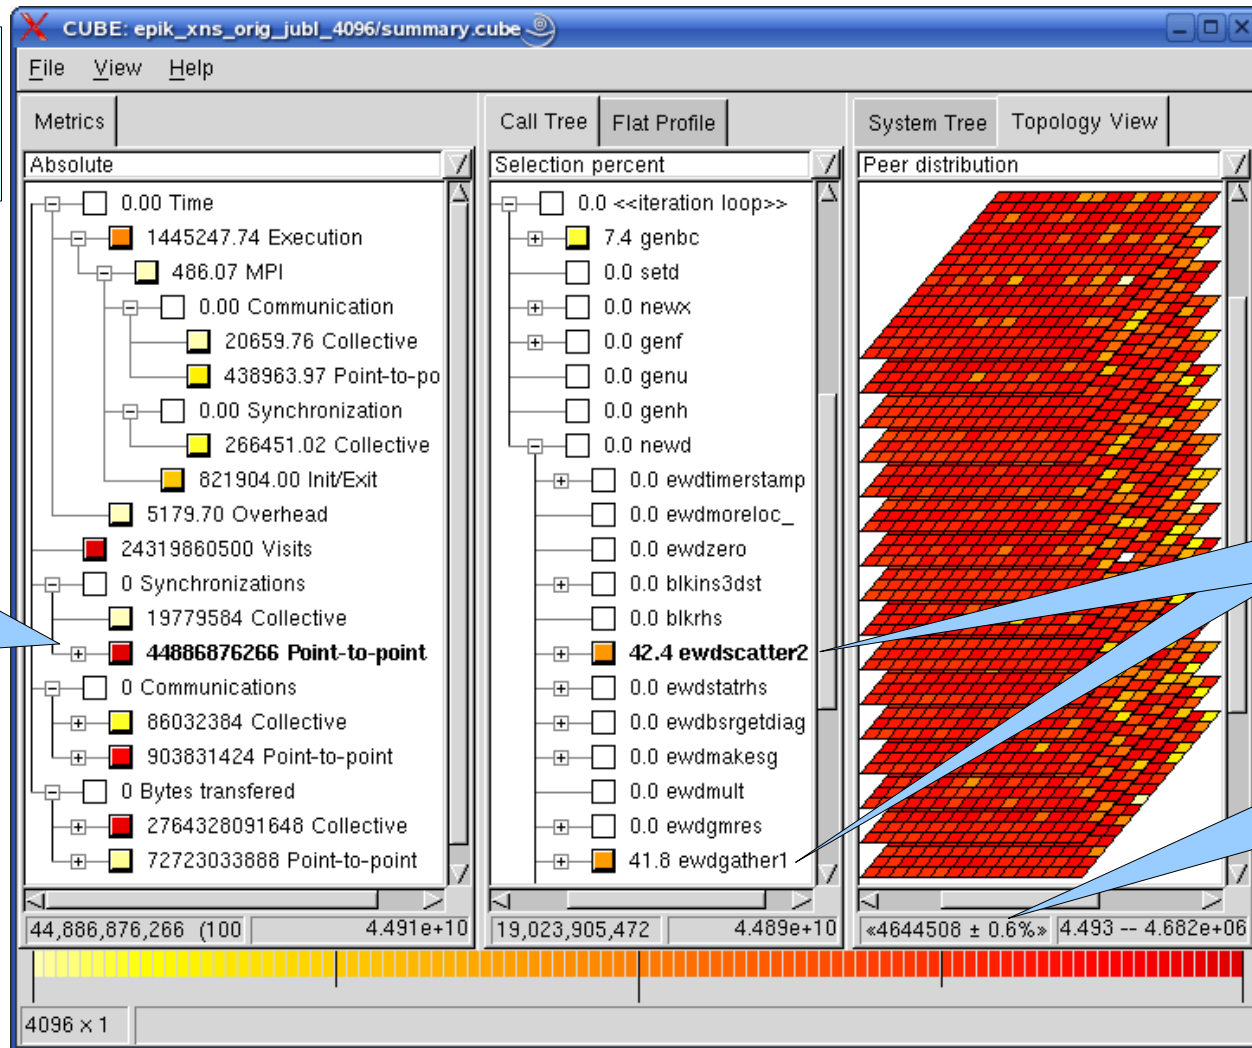 CUBE: epik_xns_orig_jubl_4096/summary.cube
File View Help
Metrics
Absolute
0.00 Time
1445247.74 Execution
486.07 MPI
0.00 Communication
20659.76 Collective
438963.97 Point-to-po
0.00 Synchronization
266451.02 Collective
821904.00 Init/Exit
5179.70 Overhead
24319860500 Visits
0 Synchronizations
19779584 Collective
44886876266 Point-to-point
0 Communications
86032384 Collective
903831424 Point-to-point
0 Bytes transfered
2764328091648 Collective
72723033888 Point-to-point
44,886,876,266 (100 4.491e+10
Call Tree Flat Profile
Selection percent
0.0 <<iteration loop>>
7.4 genbc
0.0 setd
0.0 newx
0.0 genf
0.0 genu
0.0 genh
0.0 newd
0.0 ewdtimerstamp
0.0 ewdmoreloc_
0.0 ewdzero
0.0 blkins3dst
0.0 blkrhs
42.4 ewdscatter2
0.0 ewdstatrhs
0.0 ewdbsrgetdiag
0.0 ewdmakesg
0.0 ewdmult
0.0 ewdgmres
41.8 ewdgather1
19,023,905,472 4.489e+10
System Tree Topology View
Peer distribution
«4644508 ± 0.6%» 4.493 -- 4.682e+06
4096 × 1